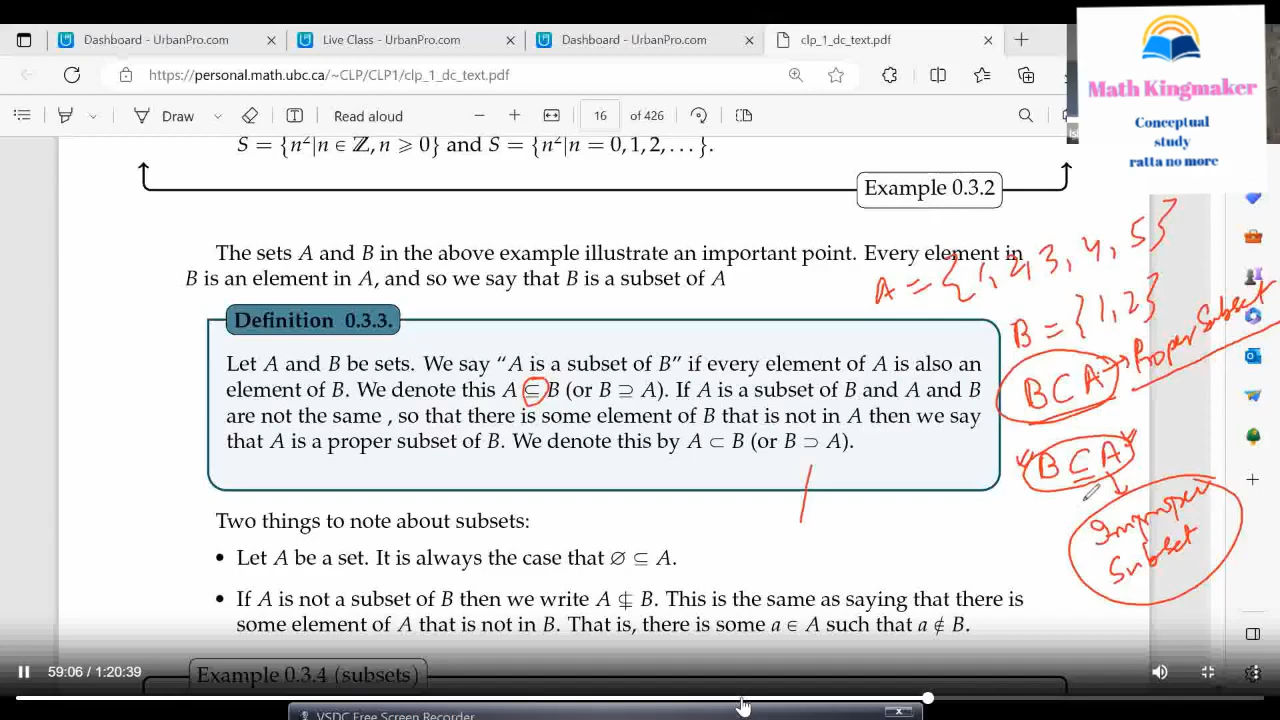 Dashboard - UrbanPro.com
Live Class - UrbanPro.com
Dashboard - UrbanPro.com
clp_1_dc_text.pdf
https://personal.math.ubc.ca/~CLP/CLP1/clp_1_dc_text.pdf
Draw
Read aloud
16 of 426
Math Kingmaker
Conceptual
study
ratta no more
S = {n²|n ∈ ℤ, n ⩾ 0} and S = {n²|n = 0, 1, 2, . . . }.
Example 0.3.2
The sets A and B in the above example illustrate an important point. Every element in
B is an element in A, and so we say that B is a subset of A
A = {1, 2, 3, 4, 5}
B = {1, 2}
B ⊂ A → Proper Subset
B ⊆ A
Improper
Subset
Definition 0.3.3.
Let A and B be sets. We say “A is a subset of B” if every element of A is also an
element of B. We denote this A ⊆ B (or B ⊇ A). If A is a subset of B and A and B
are not the same , so that there is some element of B that is not in A then we say
that A is a proper subset of B. We denote this by A ⊂ B (or B ⊃ A).
Two things to note about subsets:
• Let A be a set. It is always the case that ∅ ⊆ A.
• If A is not a subset of B then we write A ⊈ B. This is the same as saying that there is
some element of A that is not in B. That is, there is some a ∈ A such that a ∉ B.
59:06 / 1:20:39
Example 0.3.4 (subsets)
VSDC Free Screen Recorder